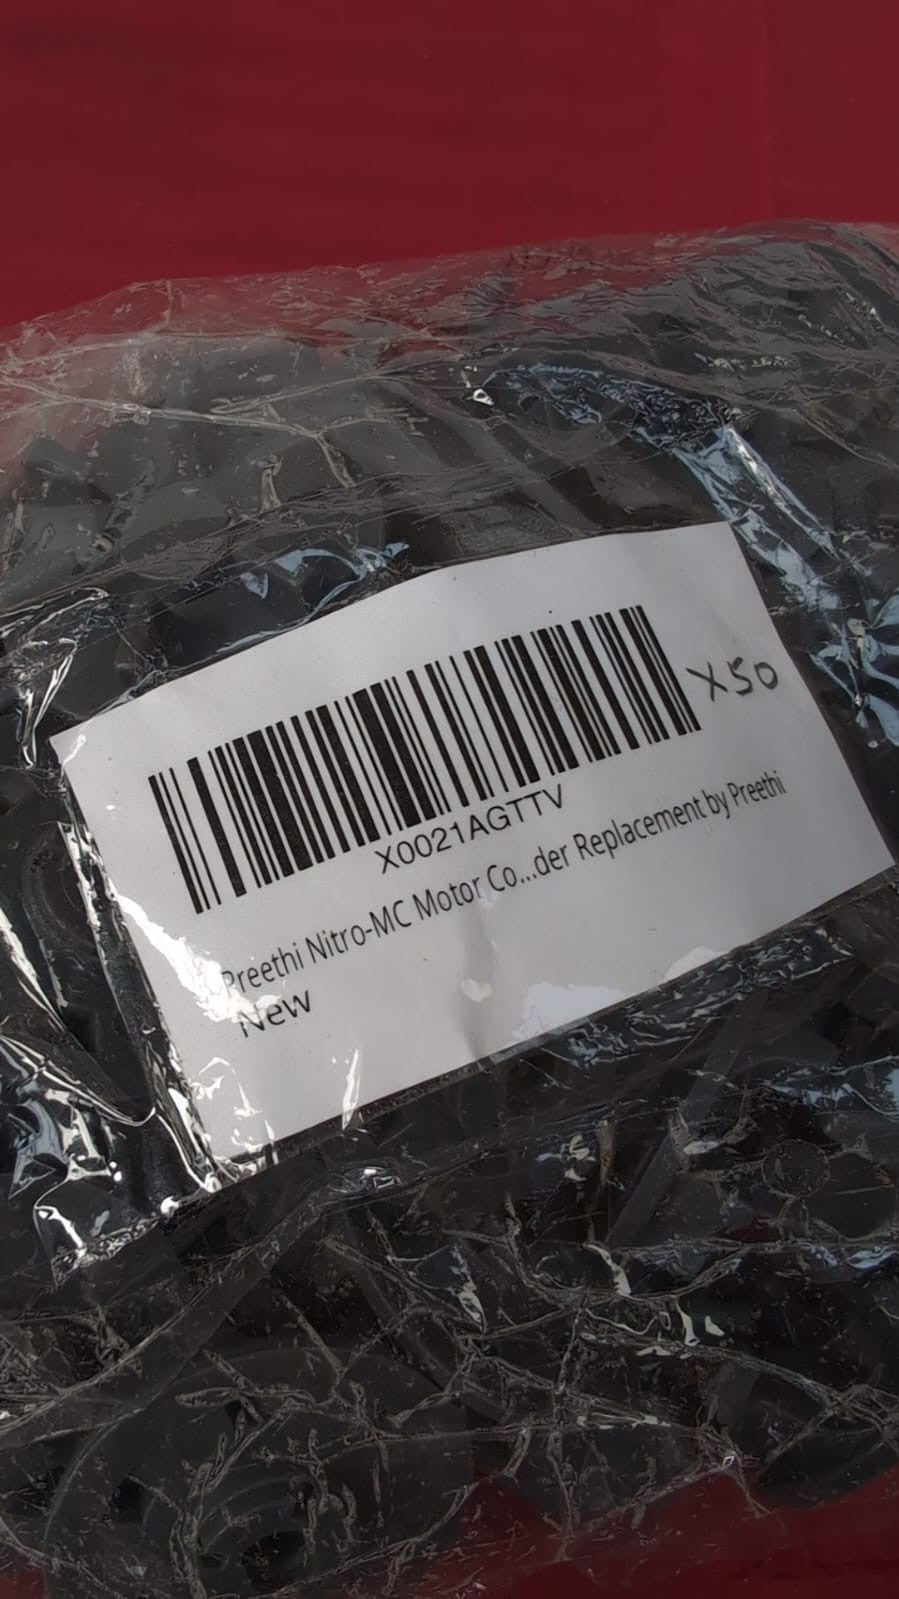 X50
X0021AGTTV
Preethi Nitro-MC Motor Co...der Replacement by Preethi
New